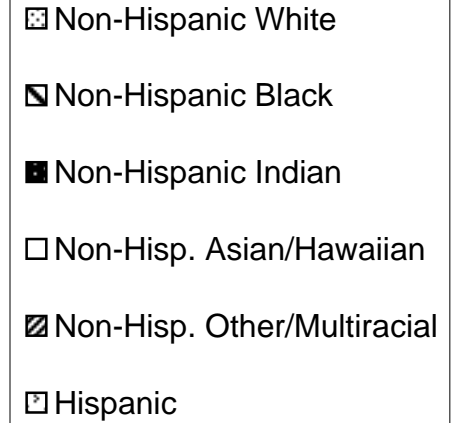 Non-Hispanic White
Non-Hispanic Black
Non-Hispanic Indian
Non-Hisp. Asian/Hawaiian
Non-Hisp. Other/Multiracial
Hispanic